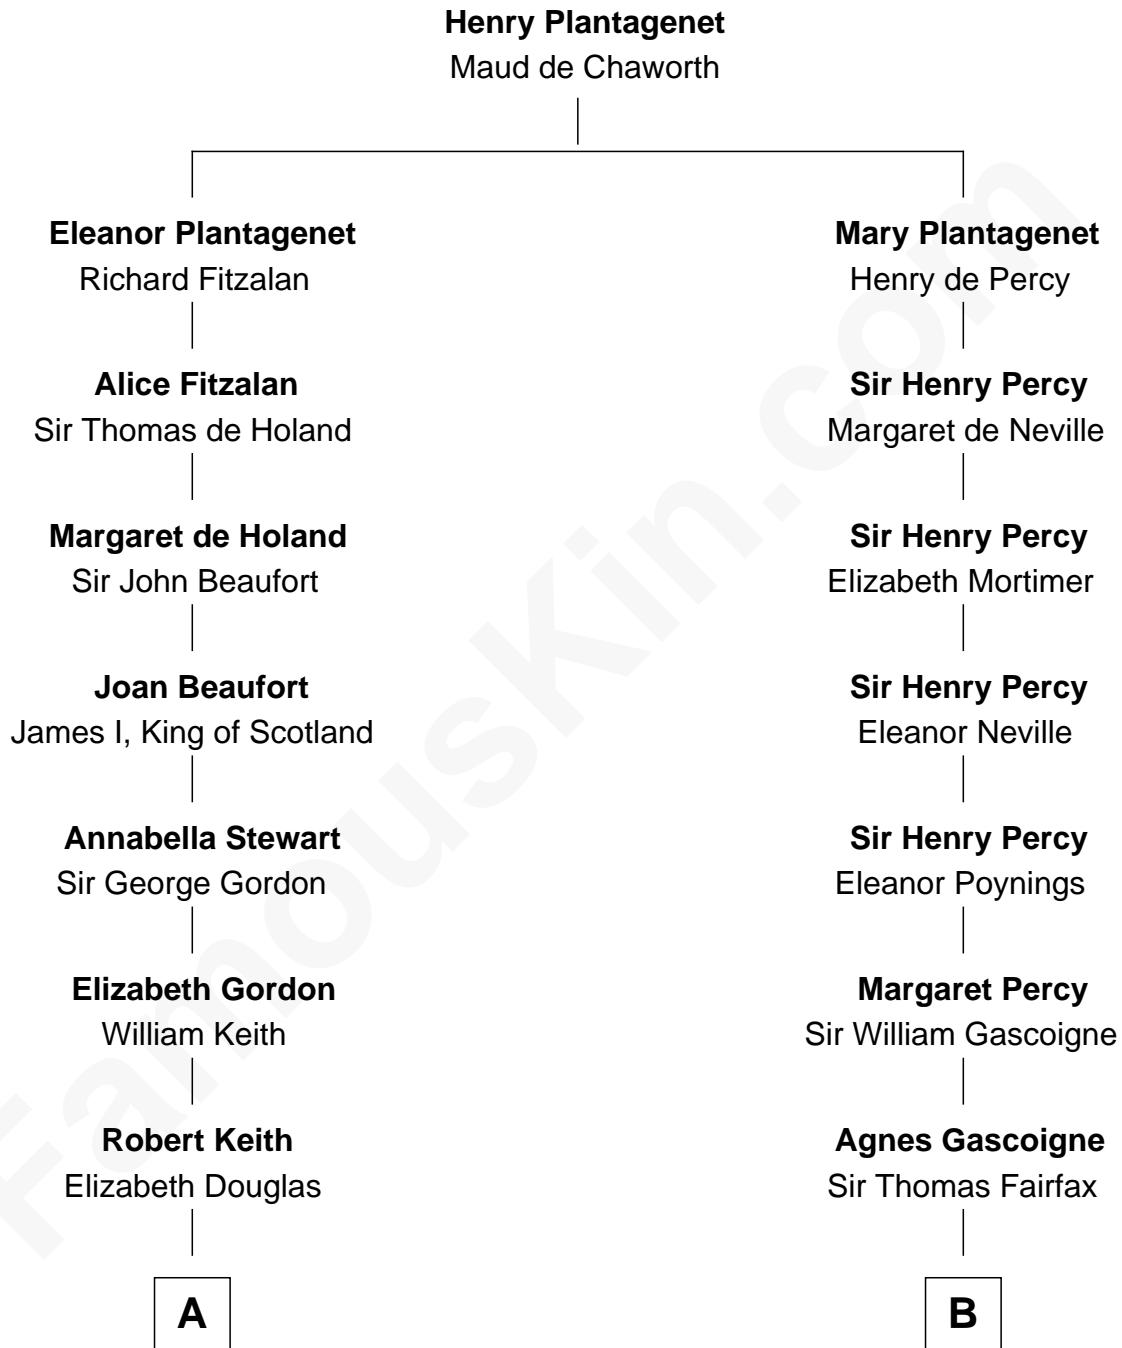 Henry Plantagenet
Maud de Chaworth
Eleanor Plantagenet
Richard Fitzalan
Alice Fitzalan
Sir Thomas de Holand
Margaret de Holand
Sir John Beaufort
Joan Beaufort
James I, King of Scotland
Annabella Stewart
Sir George Gordon
Elizabeth Gordon
William Keith
Robert Keith
Elizabeth Douglas
A
Mary Plantagenet
Henry de Percy
Sir Henry Percy
Margaret de Neville
Sir Henry Percy
Elizabeth Mortimer
Sir Henry Percy
Eleanor Neville
Sir Henry Percy
Eleanor Poynings
Margaret Percy
Sir William Gascoigne
Agnes Gascoigne
Sir Thomas Fairfax
B
FamousKin.com